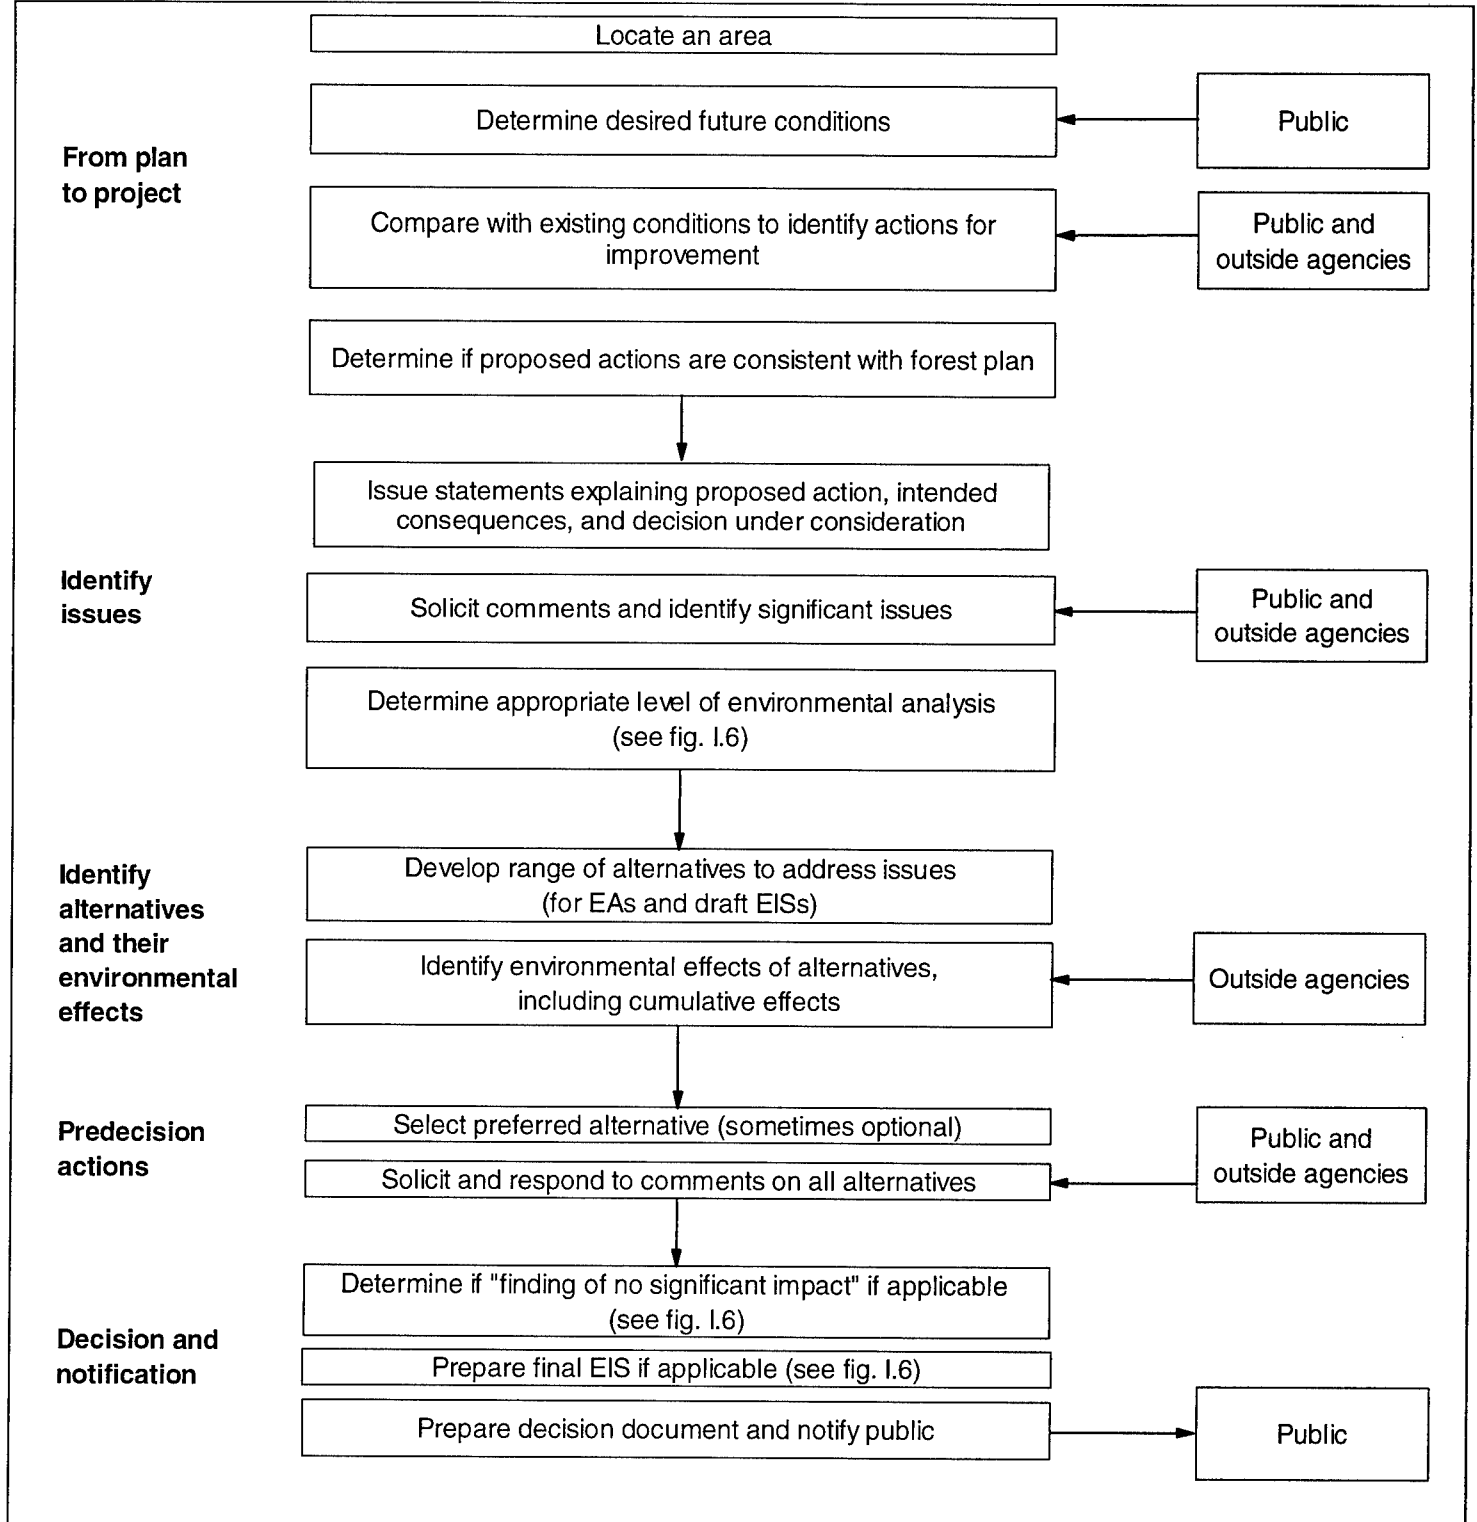 Locate an area
From plan
to project
Determine desired future conditions
Public
Compare with existing conditions to identify actions for
improvement
Public and
outside agencies
Determine if proposed actions are consistent with forest plan
Identify
issues
Issue statements explaining proposed action, intended
consequences, and decision under consideration
Solicit comments and identify significant issues
Public and
outside agencies
Determine appropriate level of environmental analysis
(see fig. I.6)
Identify
alternatives
and their
environmental
effects
Develop range of alternatives to address issues
(for EAs and draft EISs)
Identify environmental effects of alternatives,
including cumulative effects
Outside agencies
Predecision
actions
Select preferred alternative (sometimes optional)
Solicit and respond to comments on all alternatives
Public and
outside agencies
Decision and
notification
Determine if "finding of no significant impact" if applicable
(see fig. I.6)
Prepare final EIS if applicable (see fig. I.6)
Prepare decision document and notify public
Public